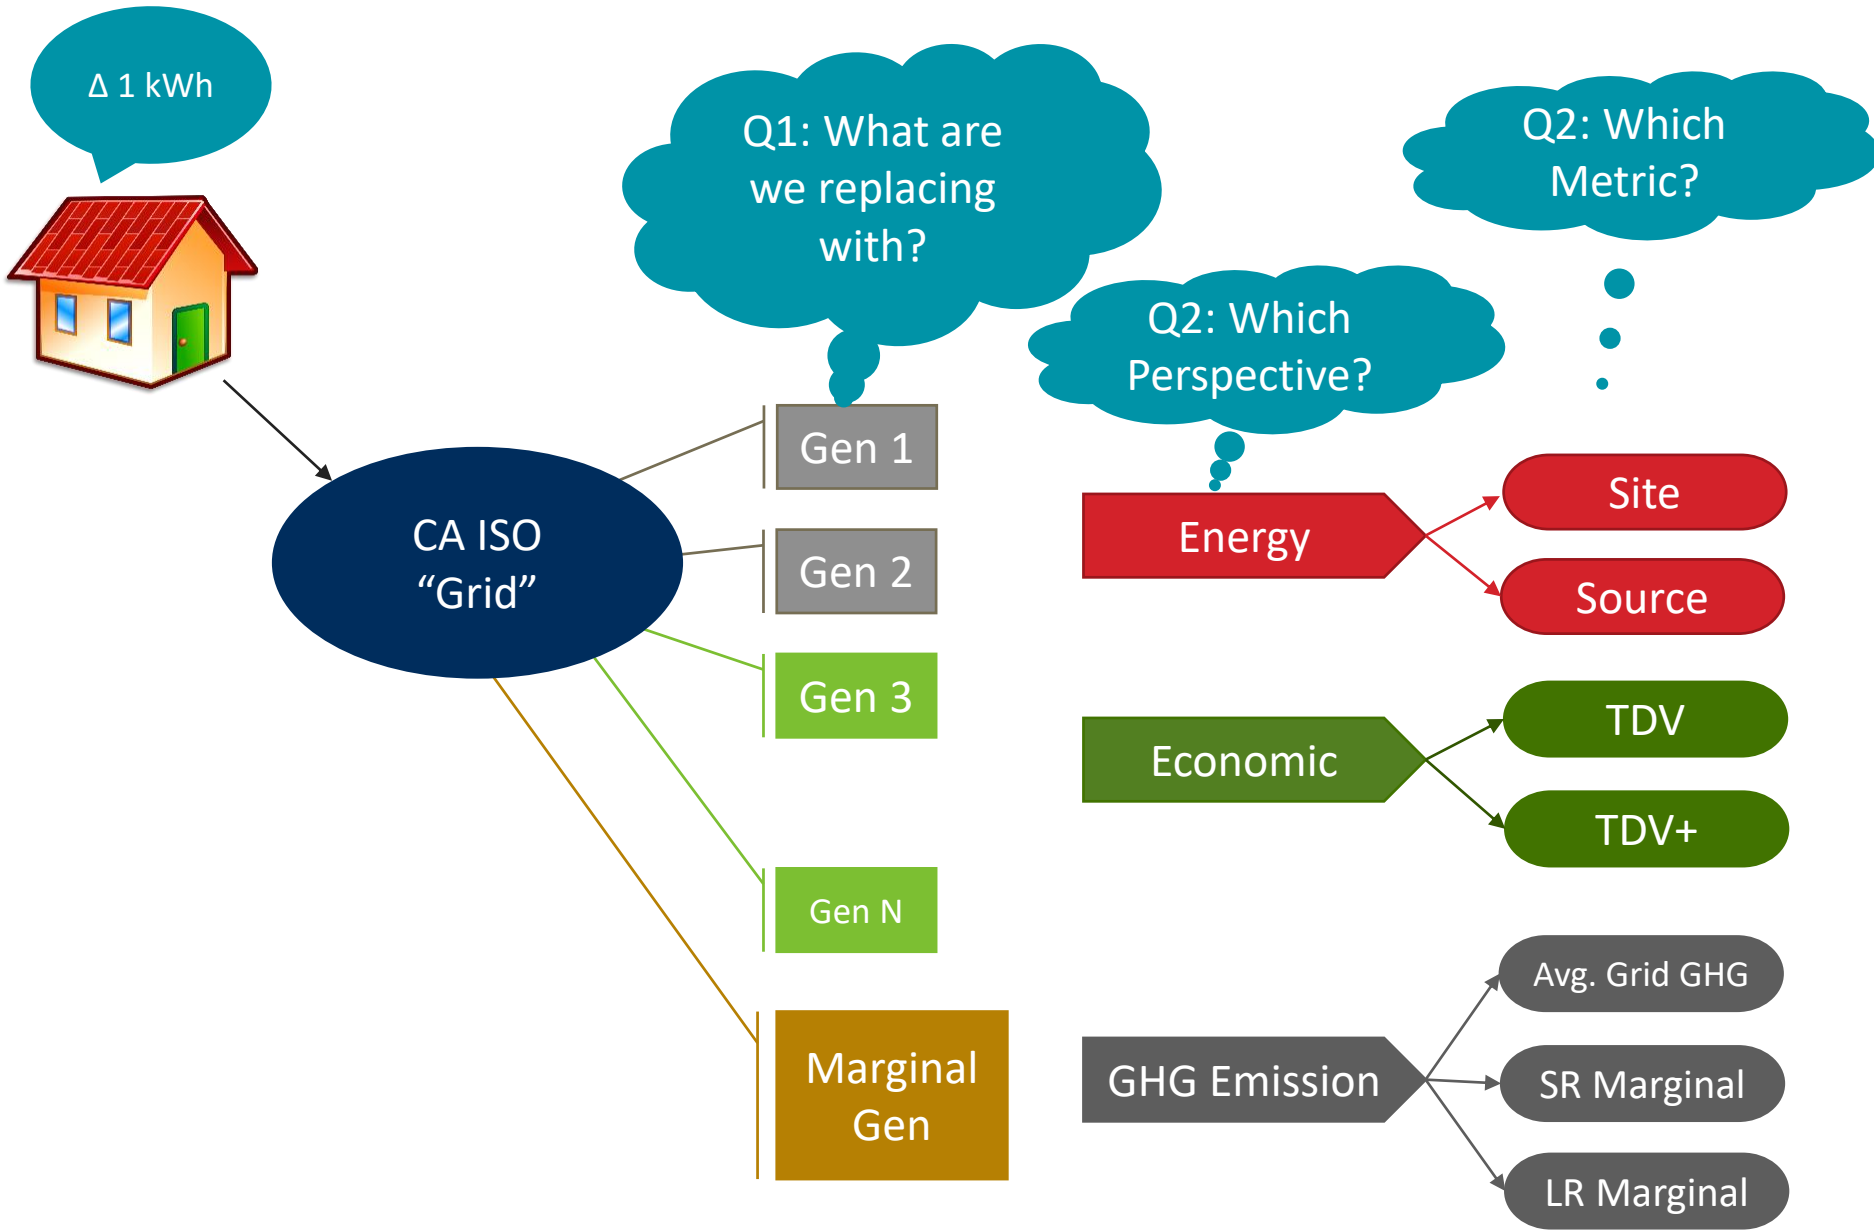 Δ 1 kWh
Q1: What are
we replacing
with?
Q2: Which
Metric?
Q2: Which
Perspective?
CA ISO
“Grid”
Gen 1
Gen 2
Gen 3
Gen N
Marginal
Gen
Energy
Site
Source
Economic
TDV
TDV+
GHG Emission
Avg. Grid GHG
SR Marginal
LR Marginal